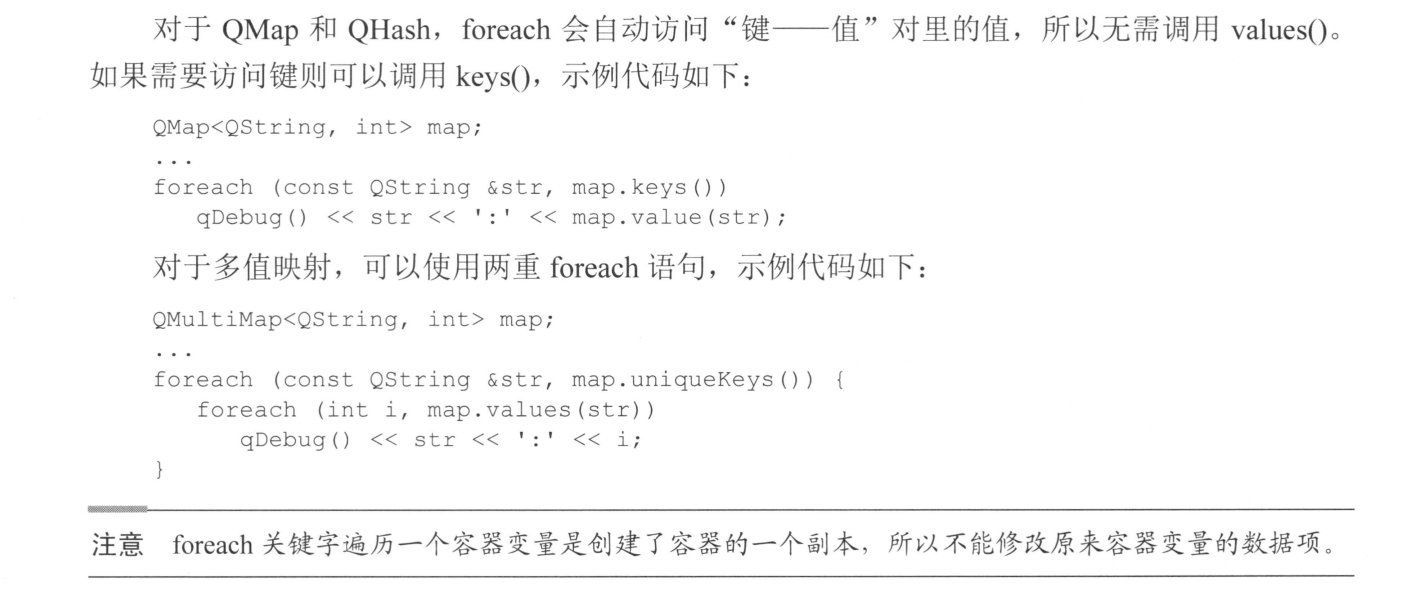 对于 QMap 和 QHash，foreach 会自动访问“键——值”对里的值，所以无需调用 values()。
如果需要访问键则可以调用 keys()，示例代码如下：
QMap<QString, int> map;
...
foreach (const QString &str, map.keys())
   qDebug() << str << ':' << map.value(str);
对于多值映射，可以使用两重 foreach 语句，示例代码如下：
QMultiMap<QString, int> map;
...
foreach (const QString &str, map.uniqueKeys()) {
   foreach (int i, map.values(str))
      qDebug() << str << ':' << i;
}
注意 foreach 关键字遍历一个容器变量是创建了容器的一个副本，所以不能修改原来容器变量的数据项。